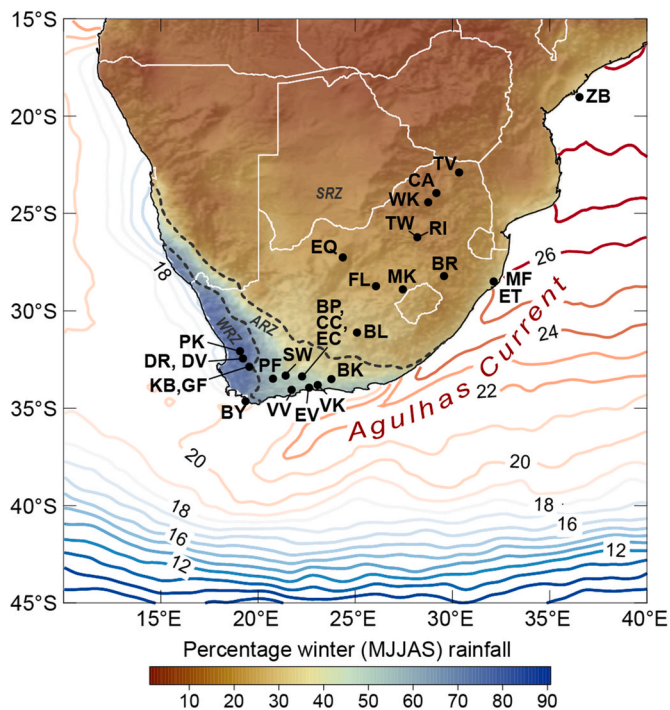 15°S
20°S
25°S
30°S
35°S
40°S
45°S
ZB
TV
CA
WK
SRZ
TW
RI
EQ
26
18
FL
MK
BR
MF
ET
BP,
CC,
EC
BL
24
WRZ
ARZ
PK
DR, DV
SW
PF
BK
KB,GF
22
BY
VV
EV
VK
Agulhas Current
20
20
18
18
16
16
12
12
15°E
20°E
25°E
30°E
35°E
40°E
Percentage winter (MJJAS) rainfall
10 20 30 40 50 60 70 80 90